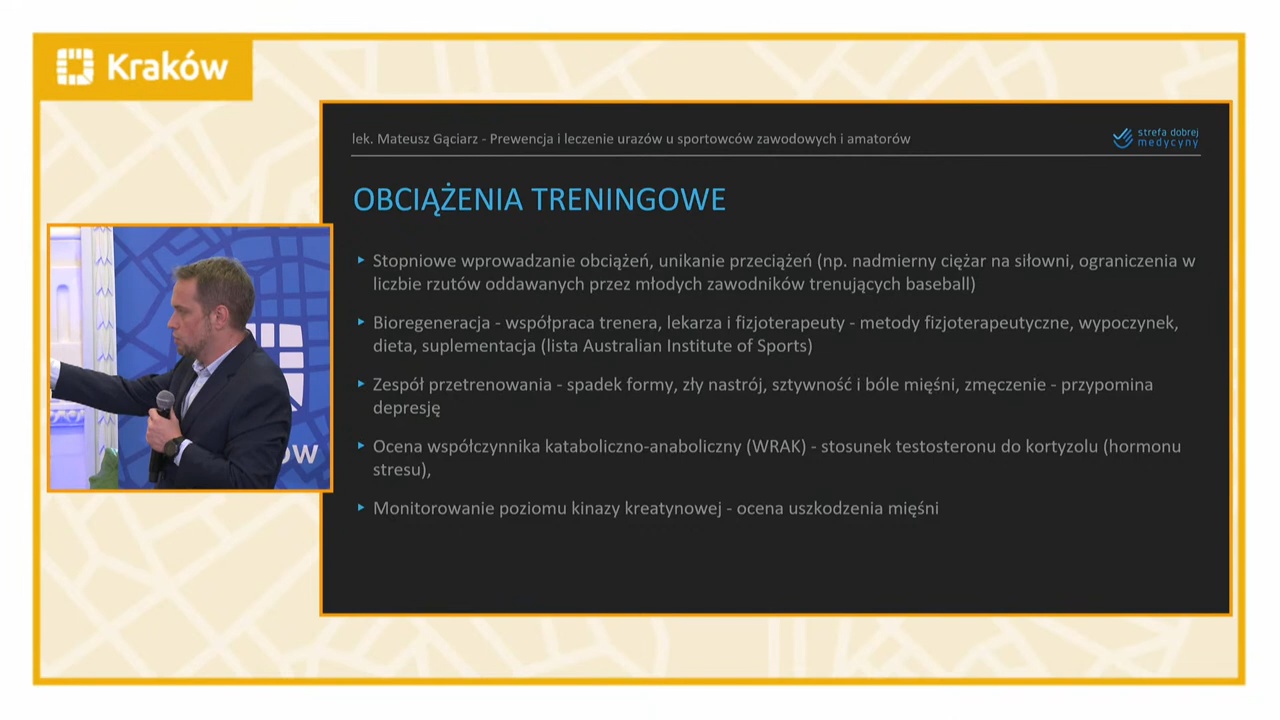 Kraków
lek. Mateusz Gąciarz - Prewencja i leczenie urazów u sportowców zawodowych i amatorów
strefa dobrej
medycyny
OBCIĄŻENIA TRENINGOWE
Stopniowe wprowadzanie obciążeń, unikanie przeciążeń (np. nadmierny ciężar na siłowni, ograniczenia w
liczbie rzutów oddawanych przez młodych zawodników trenujących baseball)
Bioregeneracja - współpraca trenera, lekarza i fizjoterapeuty - metody fizjoterapeutyczne, wypoczynek,
dieta, suplementacja (lista Australian Institute of Sports)
Zespół przetrenowania - spadek formy, zły nastrój, sztywność i bóle mięśni, zmęczenie - przypomina
depresję
Ocena współczynnika kataboliczno-anaboliczny (WRAK) - stosunek testosteronu do kortyzolu (hormonu
stresu),
Monitorowanie poziomu kinazy kreatynowej - ocena uszkodzenia mięśni
ów